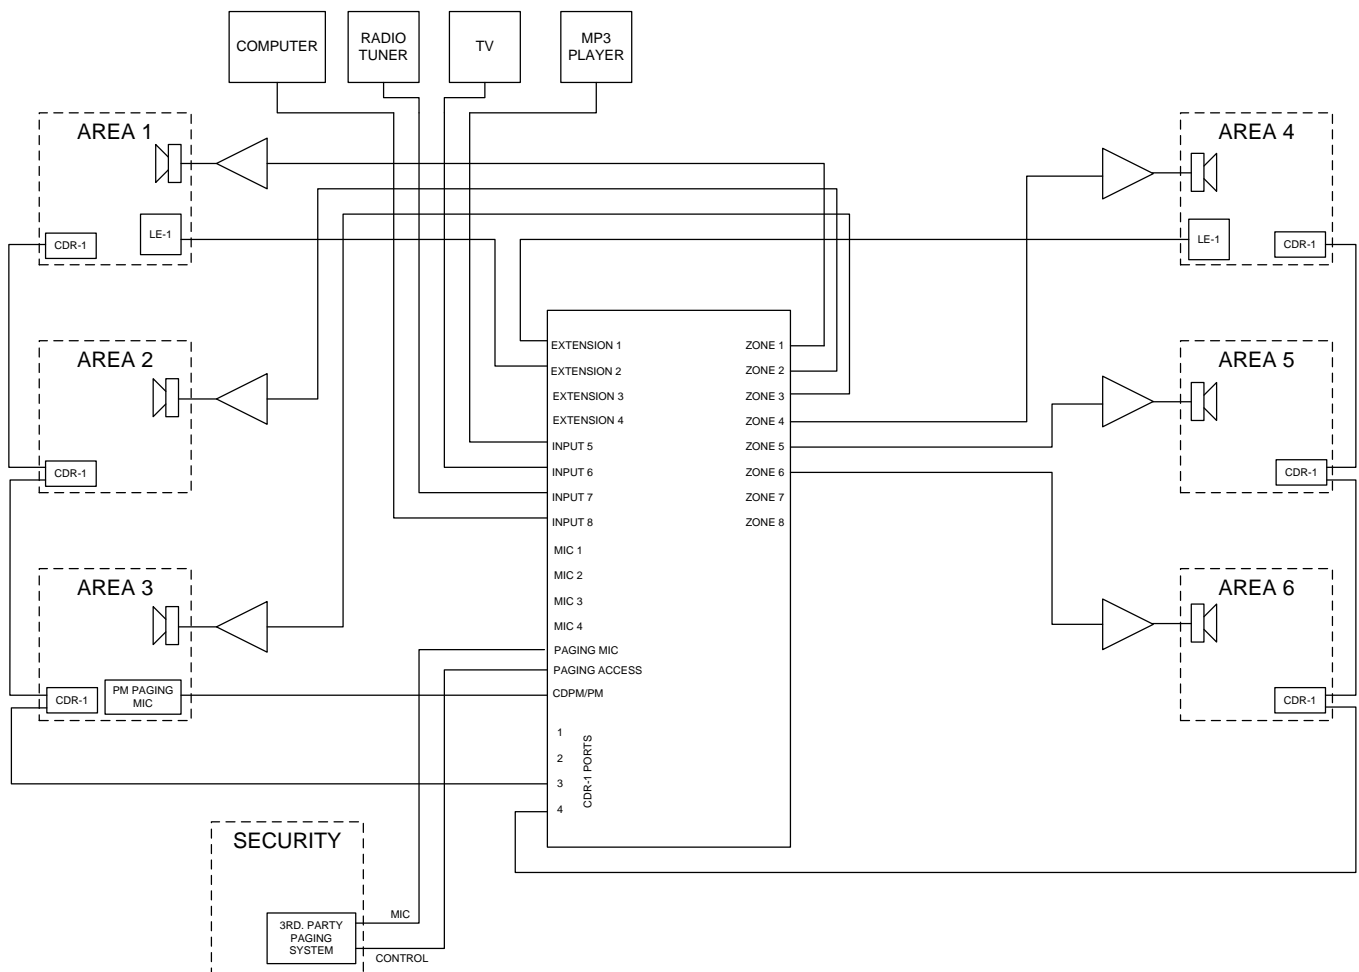 COMPUTER
RADIO
TUNER
TV
MP3
PLAYER
AREA 1
LE-1
CDR-1
AREA 2
CDR-1
AREA 3
CDR-1
PM PAGING
MIC
EXTENSION 1
EXTENSION 2
EXTENSION 3
EXTENSION 4
INPUT 5
INPUT 6
INPUT 7
INPUT 8
MIC 1
MIC 2
MIC 3
MIC 4
PAGING MIC
PAGING ACCESS
CDPM/PM
1
2
3
4
CDR-1 PORTS
ZONE 1
ZONE 2
ZONE 3
ZONE 4
ZONE 5
ZONE 6
ZONE 7
ZONE 8
AREA 4
LE-1
CDR-1
AREA 5
CDR-1
AREA 6
CDR-1
SECURITY
3RD. PARTY
PAGING
SYSTEM
MIC
CONTROL